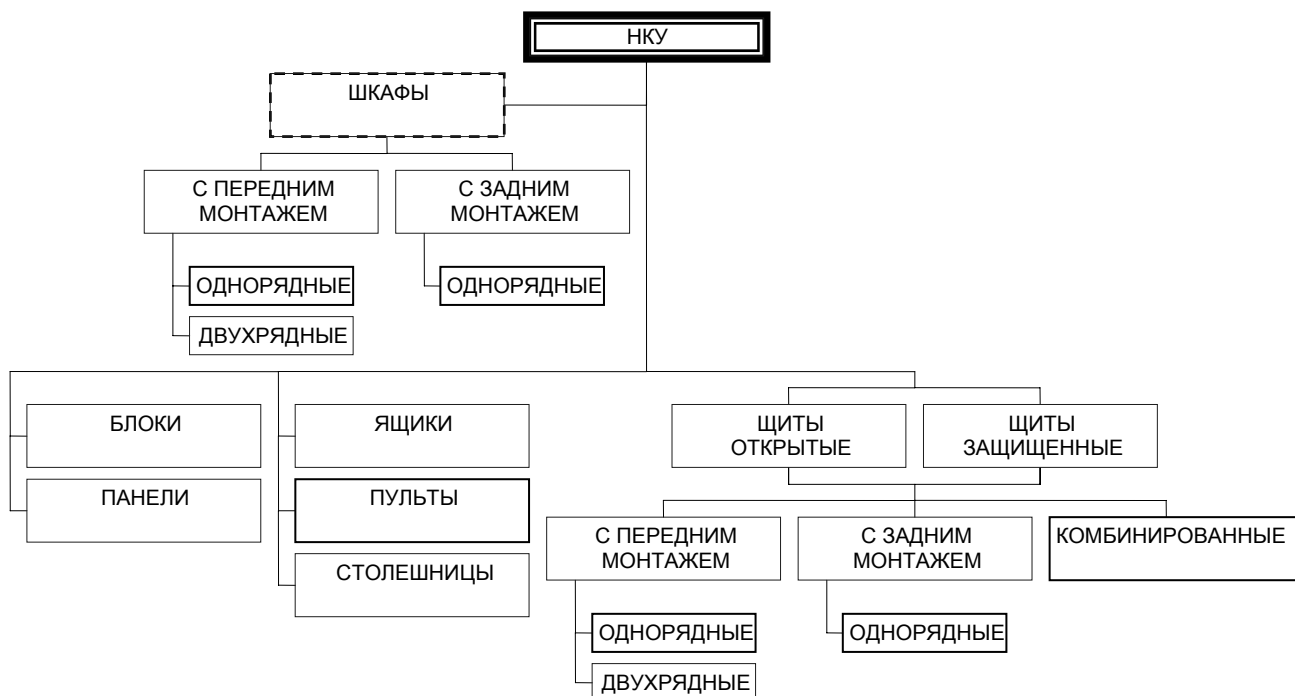 НКУ
ШКАФЫ
С ПЕРЕДНИМ
МОНТАЖЕМ
С ЗАДНИМ
МОНТАЖЕМ
ОДНОРЯДНЫЕ
ОДНОРЯДНЫЕ
ДВУХРЯДНЫЕ
БЛОКИ
ЯЩИКИ
ЩИТЫ
ОТКРЫТЫЕ
ЩИТЫ
ЗАЩИЩЕННЫЕ
ПАНЕЛИ
ПУЛЬТЫ
С ПЕРЕДНИМ
МОНТАЖЕМ
С ЗАДНИМ
МОНТАЖЕМ
КОМБИНИРОВАННЫЕ
СТОЛЕШНИЦЫ
ОДНОРЯДНЫЕ
ОДНОРЯДНЫЕ
ДВУХРЯДНЫЕ